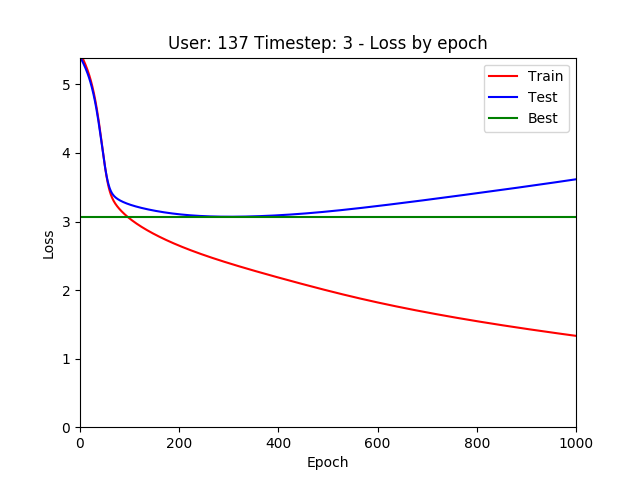 User: 137 Timestep: 3 - Loss by epoch
Train
Test
Best
5
4
3
2
1
0
Loss
0 200 400 600 800 1000
Epoch